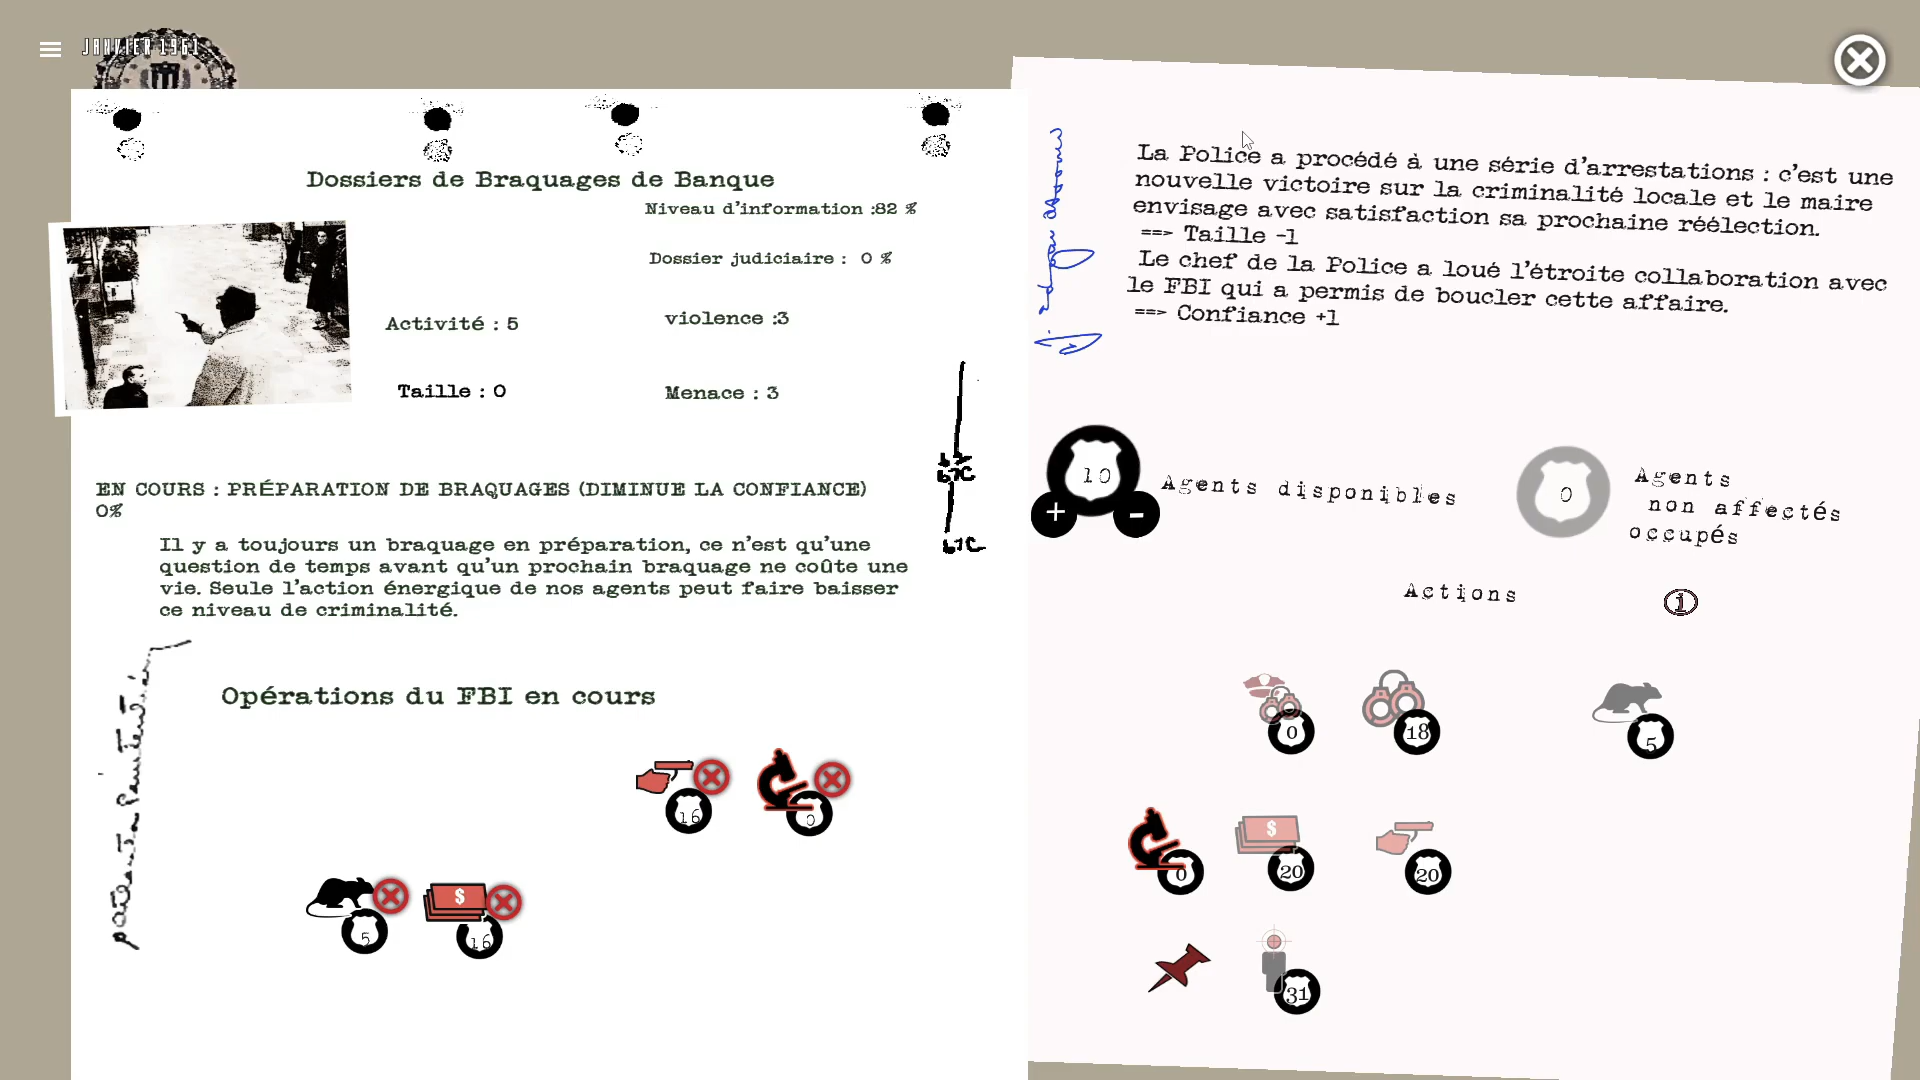 JANVIER 1961
Dossiers de Braquages de Banque
Niveau d'information :82 %
Dossier judiciaire : 0 %
Activité : 5
violence :3
Taille : 0
Menace : 3
EN COURS : PRÉPARATION DE BRAQUAGES (DIMINUE LA CONFIANCE)
0%
Il y a toujours un braquage en préparation, ce n'est qu'une
question de temps avant qu'un prochain braquage ne coûte une
vie. Seule l'action énergique de nos agents peut faire baisser
ce niveau de criminalité.
Opérations du FBI en cours
16
0
5
16
La Police a procédé à une série d'arrestations : c'est une
nouvelle victoire sur la criminalité locale et le maire
envisage avec satisfaction sa prochaine réélection.
==> Taille -1
Le chef de la Police a loué l'étroite collaboration avec
le FBI qui a permis de boucler cette affaire.
==> Confiance +1
10
+
-
Agents disponibles
0
Agents
non affectés
occupés
Actions
i
0
18
5
0
$
20
20
31
67C
67C
$